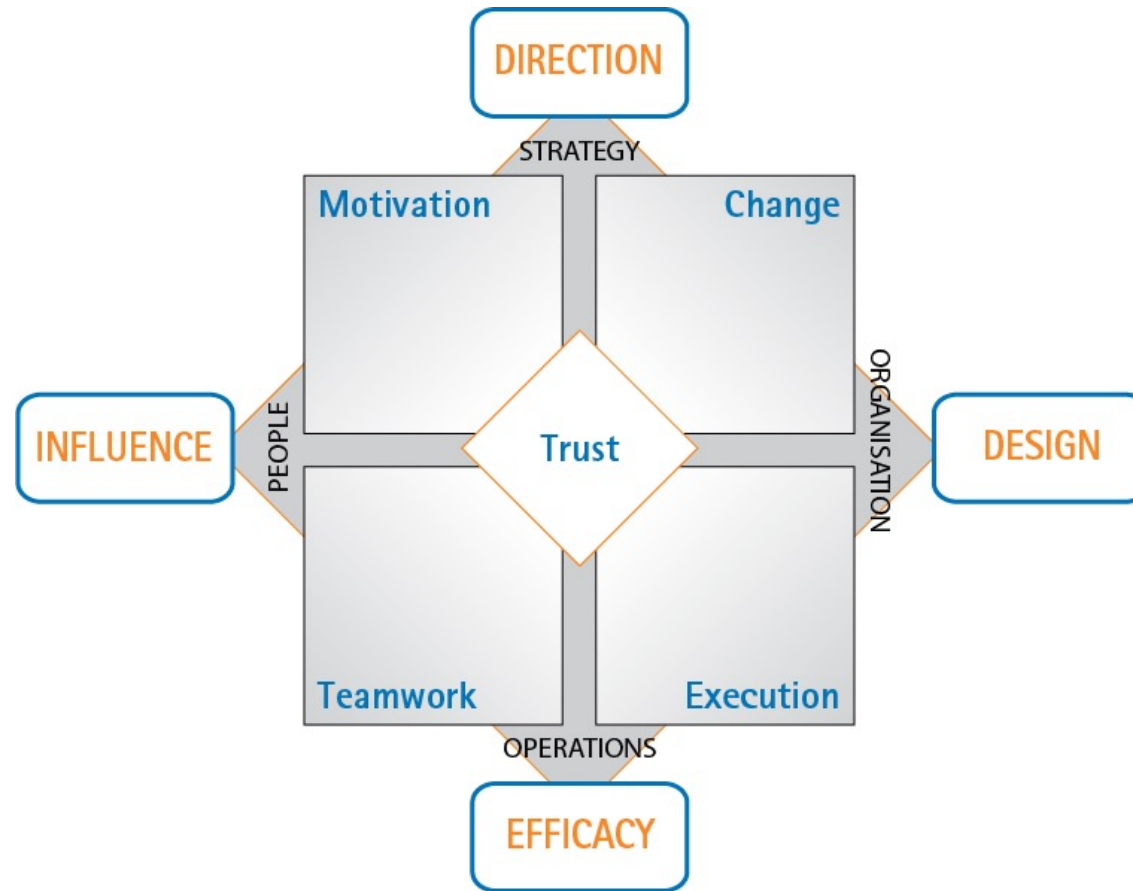 DIRECTION
STRATEGY
Motivation
Change
INFLUENCE
PEOPLE
Trust
ORGANISATION
DESIGN
Teamwork
Execution
OPERATIONS
EFFICACY